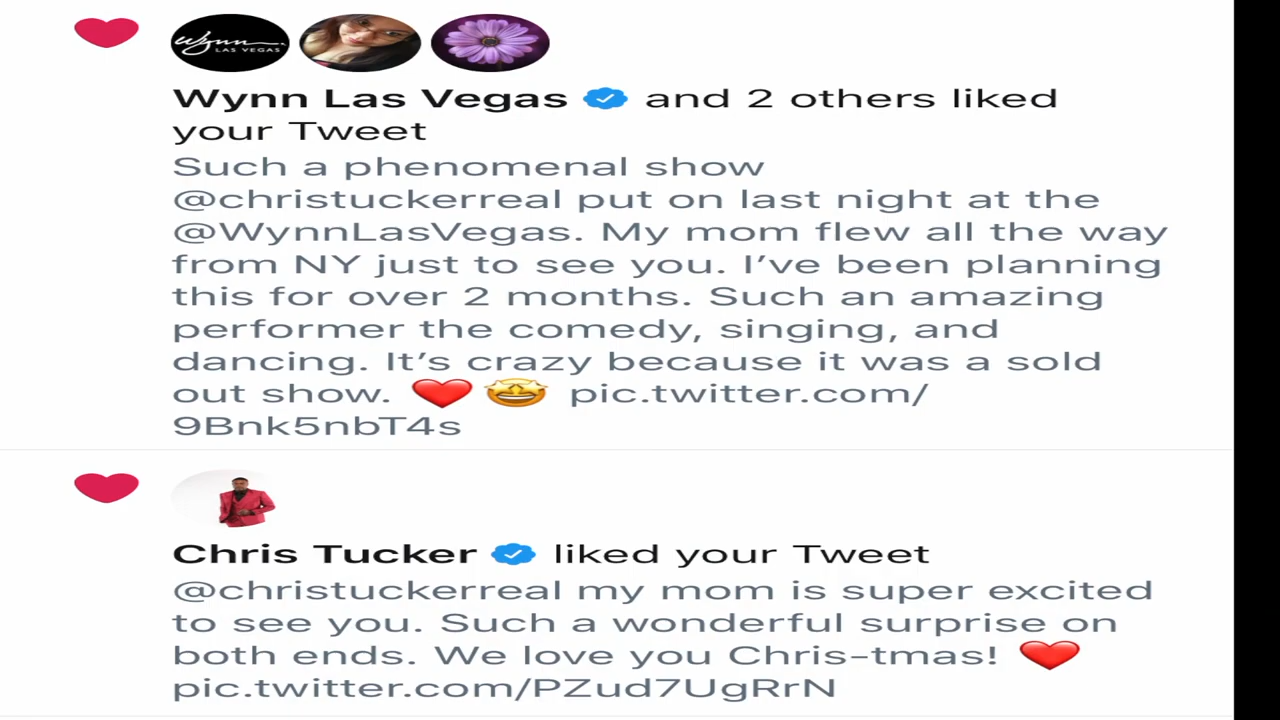 Wynn LAS VEGAS
Wynn Las Vegas and 2 others liked
your Tweet
Such a phenomenal show
@christuckerreal put on last night at the
@WynnLasVegas. My mom flew all the way
from NY just to see you. I’ve been planning
this for over 2 months. Such an amazing
performer the comedy, singing, and
dancing. It’s crazy because it was a sold
out show. ❤️ 🤩 pic.twitter.com/
9Bnk5nbT4s
Chris Tucker liked your Tweet
@christuckerreal my mom is super excited
to see you. Such a wonderful surprise on
both ends. We love you Chris-tmas! ❤️
pic.twitter.com/PZud7UgRrN